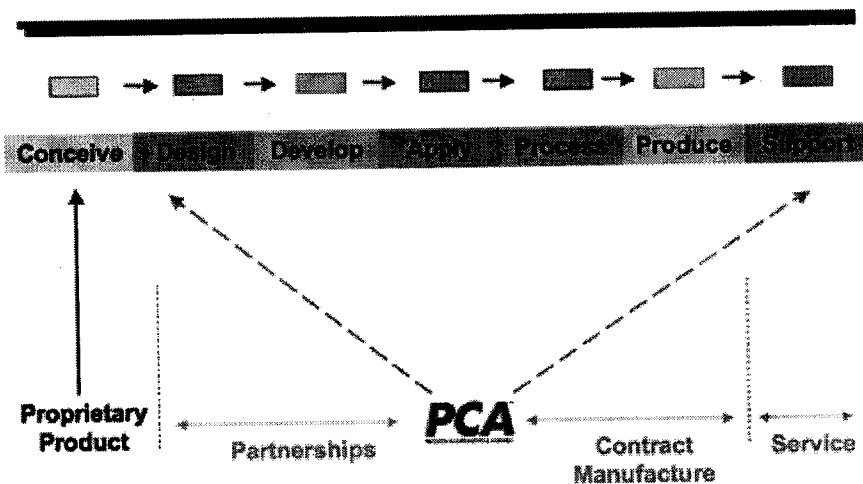 Conceive Design Develop Apply Process Produce Support
Proprietary
Product
Partnerships
PCA
Contract
Manufacture
Service